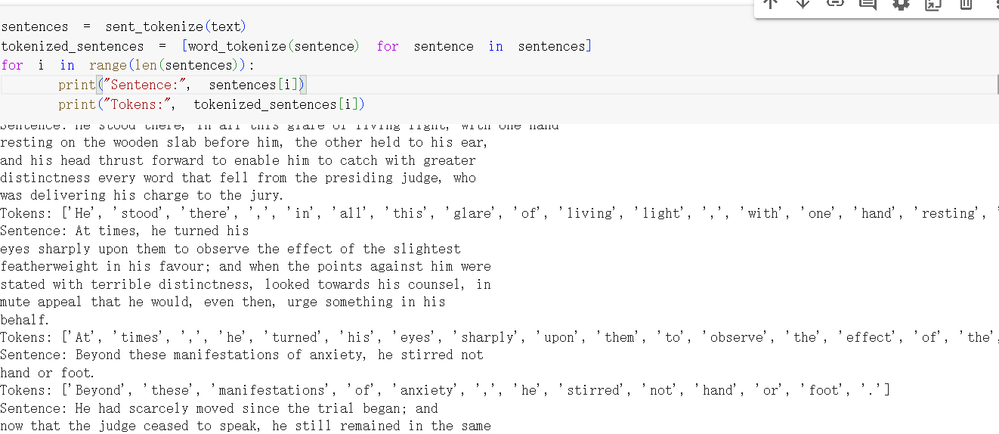 sentences = sent_tokenize(text)
tokenized_sentences = [word_tokenize(sentence) for sentence in sentences]
for i in range(len(sentences)):
print("Sentence:", sentences[i])
print("Tokens:", tokenized_sentences[i])
Sentence: He stood there, in all this glare of living light, with one hand
resting on the wooden slab before him, the other held to his ear,
and his head thrust forward to enable him to catch with greater
distinctness every word that fell from the presiding judge, who
was delivering his charge to the jury.
Tokens: ['He', 'stood', 'there', ',', 'in', 'all', 'this', 'glare', 'of', 'living', 'light', ',', 'with', 'one', 'hand', 'resting', '
Sentence: At times, he turned his
eyes sharply upon them to observe the effect of the slightest
featherweight in his favour; and when the points against him were
stated with terrible distinctness, looked towards his counsel, in
mute appeal that he would, even then, urge something in his
behalf.
Tokens: ['At', 'times', ',', 'he', 'turned', 'his', 'eyes', 'sharply', 'upon', 'them', 'to', 'observe', 'the', 'effect', 'of', 'the',
Sentence: Beyond these manifestations of anxiety, he stirred not
hand or foot.
Tokens: ['Beyond', 'these', 'manifestations', 'of', 'anxiety', ',', 'he', 'stirred', 'not', 'hand', 'or', 'foot', '.']
Sentence: He had scarcely moved since the trial began; and
now that the judge ceased to speak, he still remained in the same